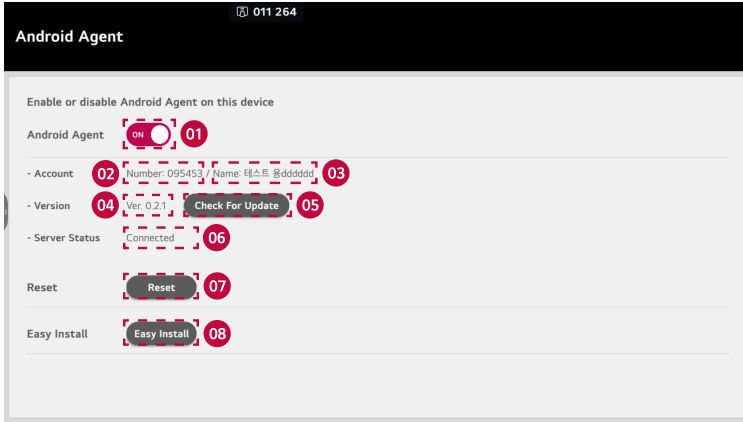 011 264
Android Agent
Enable or disable Android Agent on this device
Android Agent ON 01
- Account 02 Number: 095453 / Name: 테스트 용dddddd 03
- Version 04 Ver. 0.2.1 Check For Update 05
- Server Status Connected 06
Reset Reset 07
Easy Install Easy Install 08